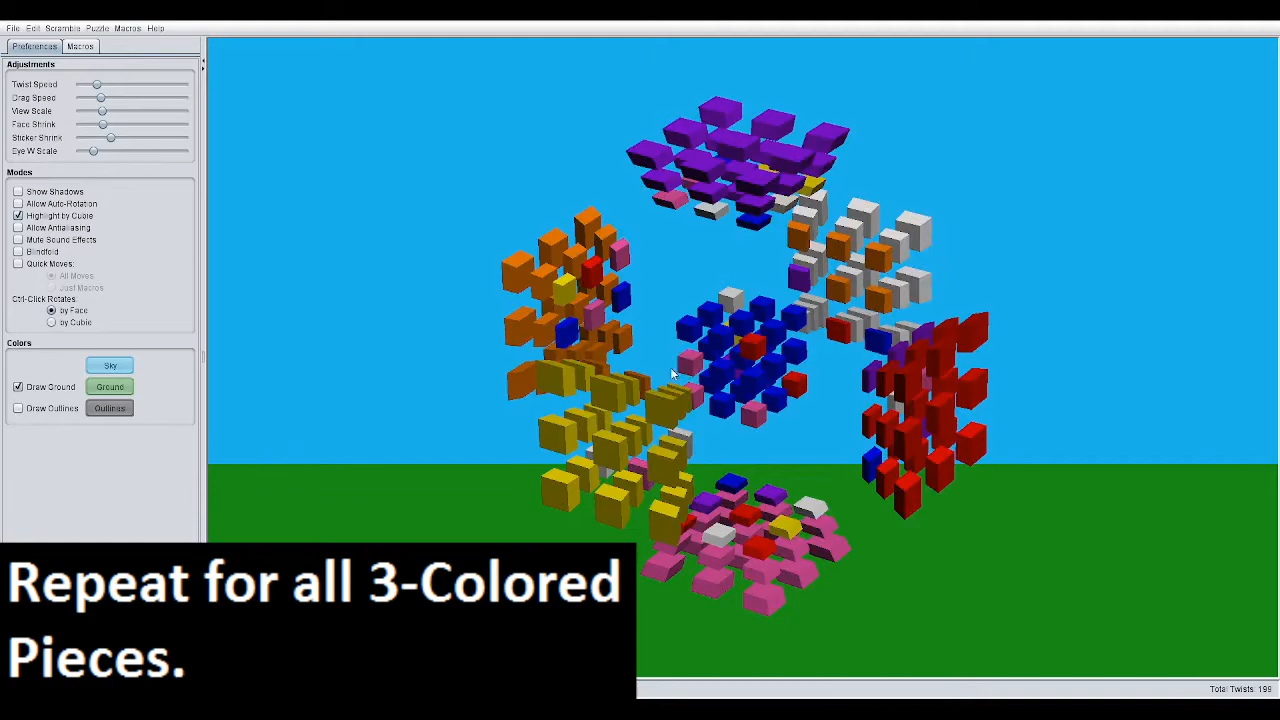 File Edit Scramble Puzzle Macros Help
Preferences Macros
Adjustments
Twist Speed
Drag Speed
View Scale
Face Shrink
Sticker Shrink
Eye W Scale
Modes
Show Shadows
Allow Auto-Rotation
Highlight by Cubie
Allow Antialiasing
Mute Sound Effects
Blindfold
Quick Moves:
All Moves
Just Macros
Ctrl-Click Rotates:
by Face
by Cubie
Colors
Sky
Draw Ground Ground
Draw Outlines Outlines
Repeat for all 3-Colored
Pieces.
Total Twists: 199